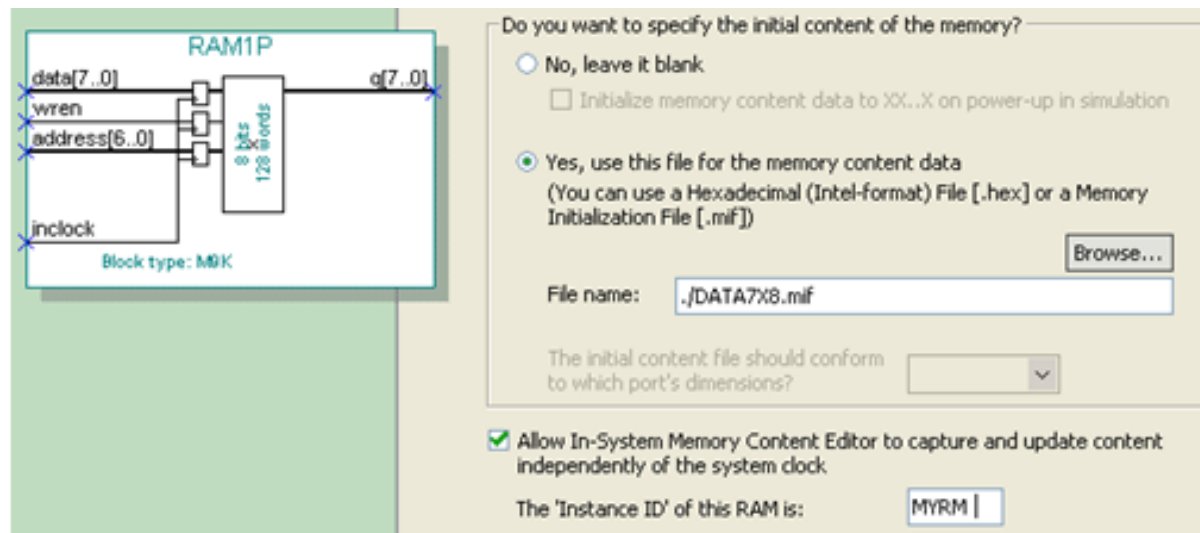 RAM1P
data[7..0]
q[7..0]
wren
address[6..0]
8 bits
x
128 words
inclock
Block type: M9K
Do you want to specify the initial content of the memory?
No, leave it blank
Initialize memory content data to XX..X on power-up in simulation
Yes, use this file for the memory content data
(You can use a Hexadecimal (Intel-format) File [.hex] or a Memory
Initialization File [.mif])
Browse...
File name:
./DATA7X8.mif
The initial content file should conform
to which port's dimensions?
Allow In-System Memory Content Editor to capture and update content
independently of the system clock
The 'Instance ID' of this RAM is:
MYRM